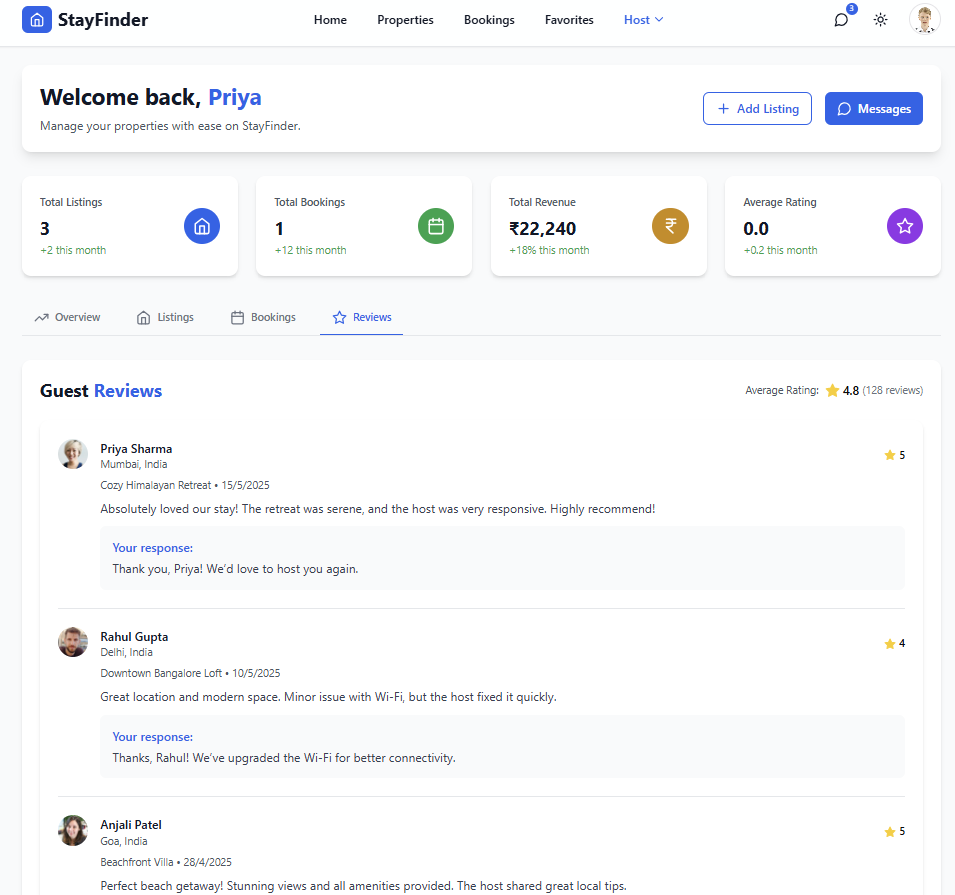 StayFinder
Home Properties Bookings Favorites Host
3
Welcome back, Priya
Manage your properties with ease on StayFinder.
Add Listing Messages
Total Listings
3
+2 this month
Total Bookings
1
+12 this month
Total Revenue
₹22,240
+18% this month
₹
Average Rating
0.0
+0.2 this month
Overview Listings Bookings Reviews
Guest Reviews
Average Rating: 4.8 (128 reviews)
Priya Sharma
5
Mumbai, India
Cozy Himalayan Retreat • 15/5/2025
Absolutely loved our stay! The retreat was serene, and the host was very responsive. Highly recommend!
Your response:
Thank you, Priya! We’d love to host you again.
Rahul Gupta
4
Delhi, India
Downtown Bangalore Loft • 10/5/2025
Great location and modern space. Minor issue with Wi-Fi, but the host fixed it quickly.
Your response:
Thanks, Rahul! We’ve upgraded the Wi-Fi for better connectivity.
Anjali Patel
5
Goa, India
Beachfront Villa • 28/4/2025
Perfect beach getaway! Stunning views and all amenities provided. The host shared great local tips.